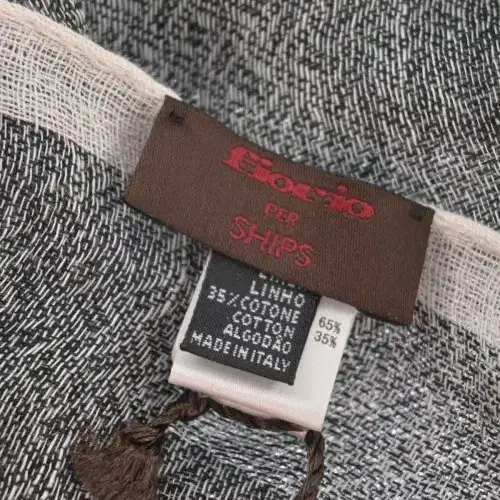 Fiorio
PER
SHIPS
LINHO
35%COTONE
COTTON
ALGODÃO
MADE IN ITALY
65%
35%